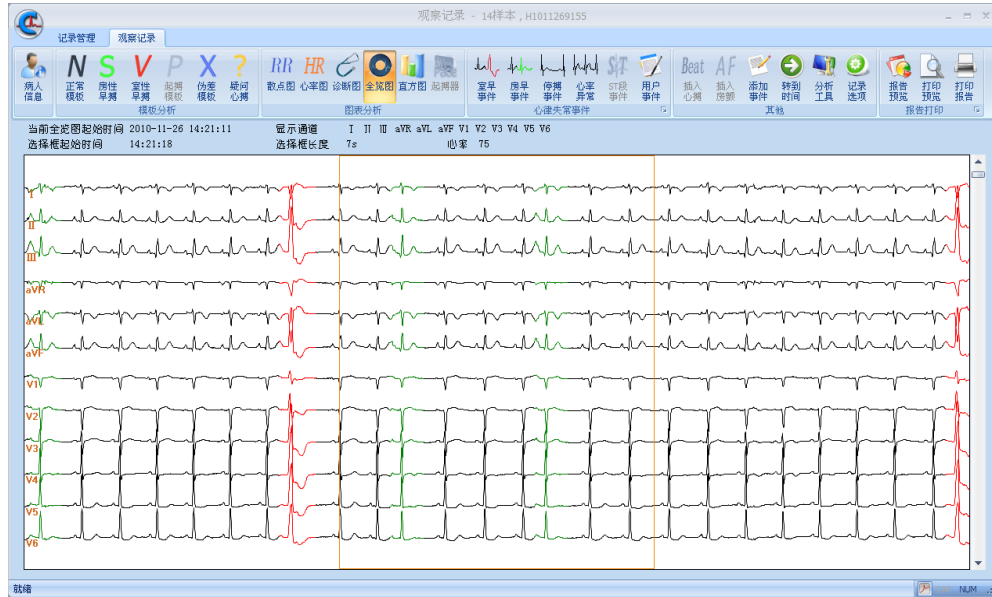 观察记录 - 14样本 , H1011269155
记录管理 观察记录
N S V P X ? RR HR S\T Beat AF
病人信息 正常模板 房性早搏 室性早搏 起搏模板 伪差模板 疑问心搏 散点图 心率图 诊断图 全览图 直方图 起搏器 室早事件 房早事件 停搏事件 心率异常 ST段事件 用户事件 插入心搏 插入房颤 添加事件 转到时间 分析工具 记录选项 报告预览 打印预览 打印报告
模板分析 图表分析 心律失常事件 其他 报告打印
当前全览图起始时间 2010-11-26 14:21:11 显示通道 I II III aVR aVL aVF V1 V2 V3 V4 V5 V6
选择框起始时间 14:21:18 选择框长度 7s 心率 75
I
II
III
aVR
aVL
aVF
V1
V2
V3
V4
V5
V6
就绪 NUM